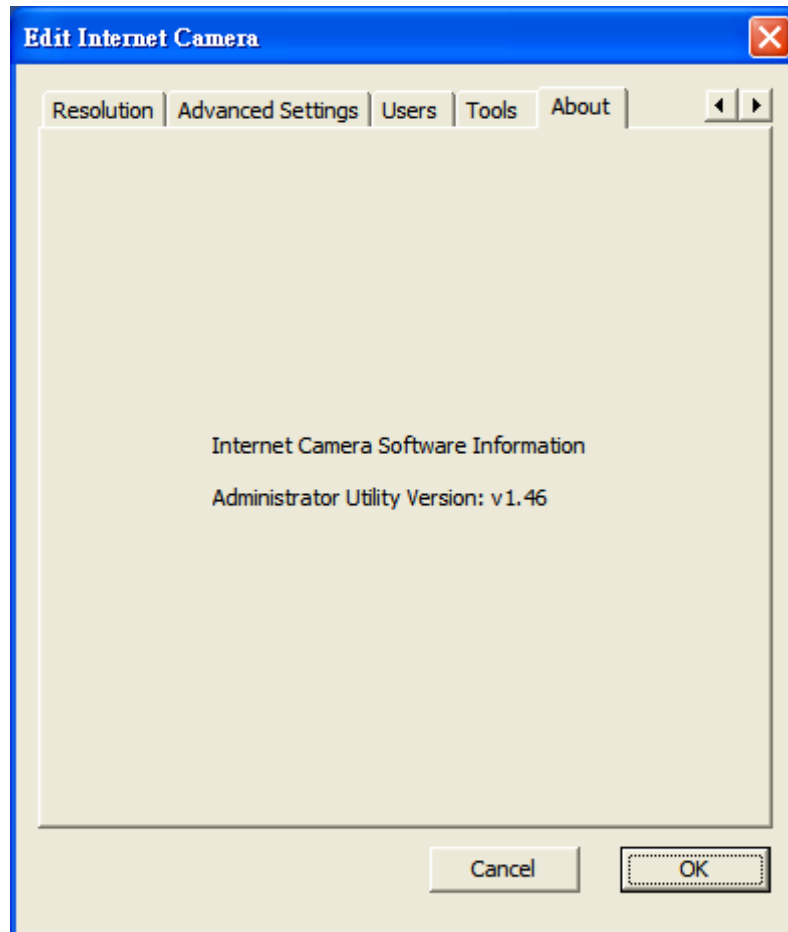 Edit Internet Camera
Resolution Advanced Settings Users Tools About
Internet Camera Software Information
Administrator Utility Version: v1.46
Cancel OK